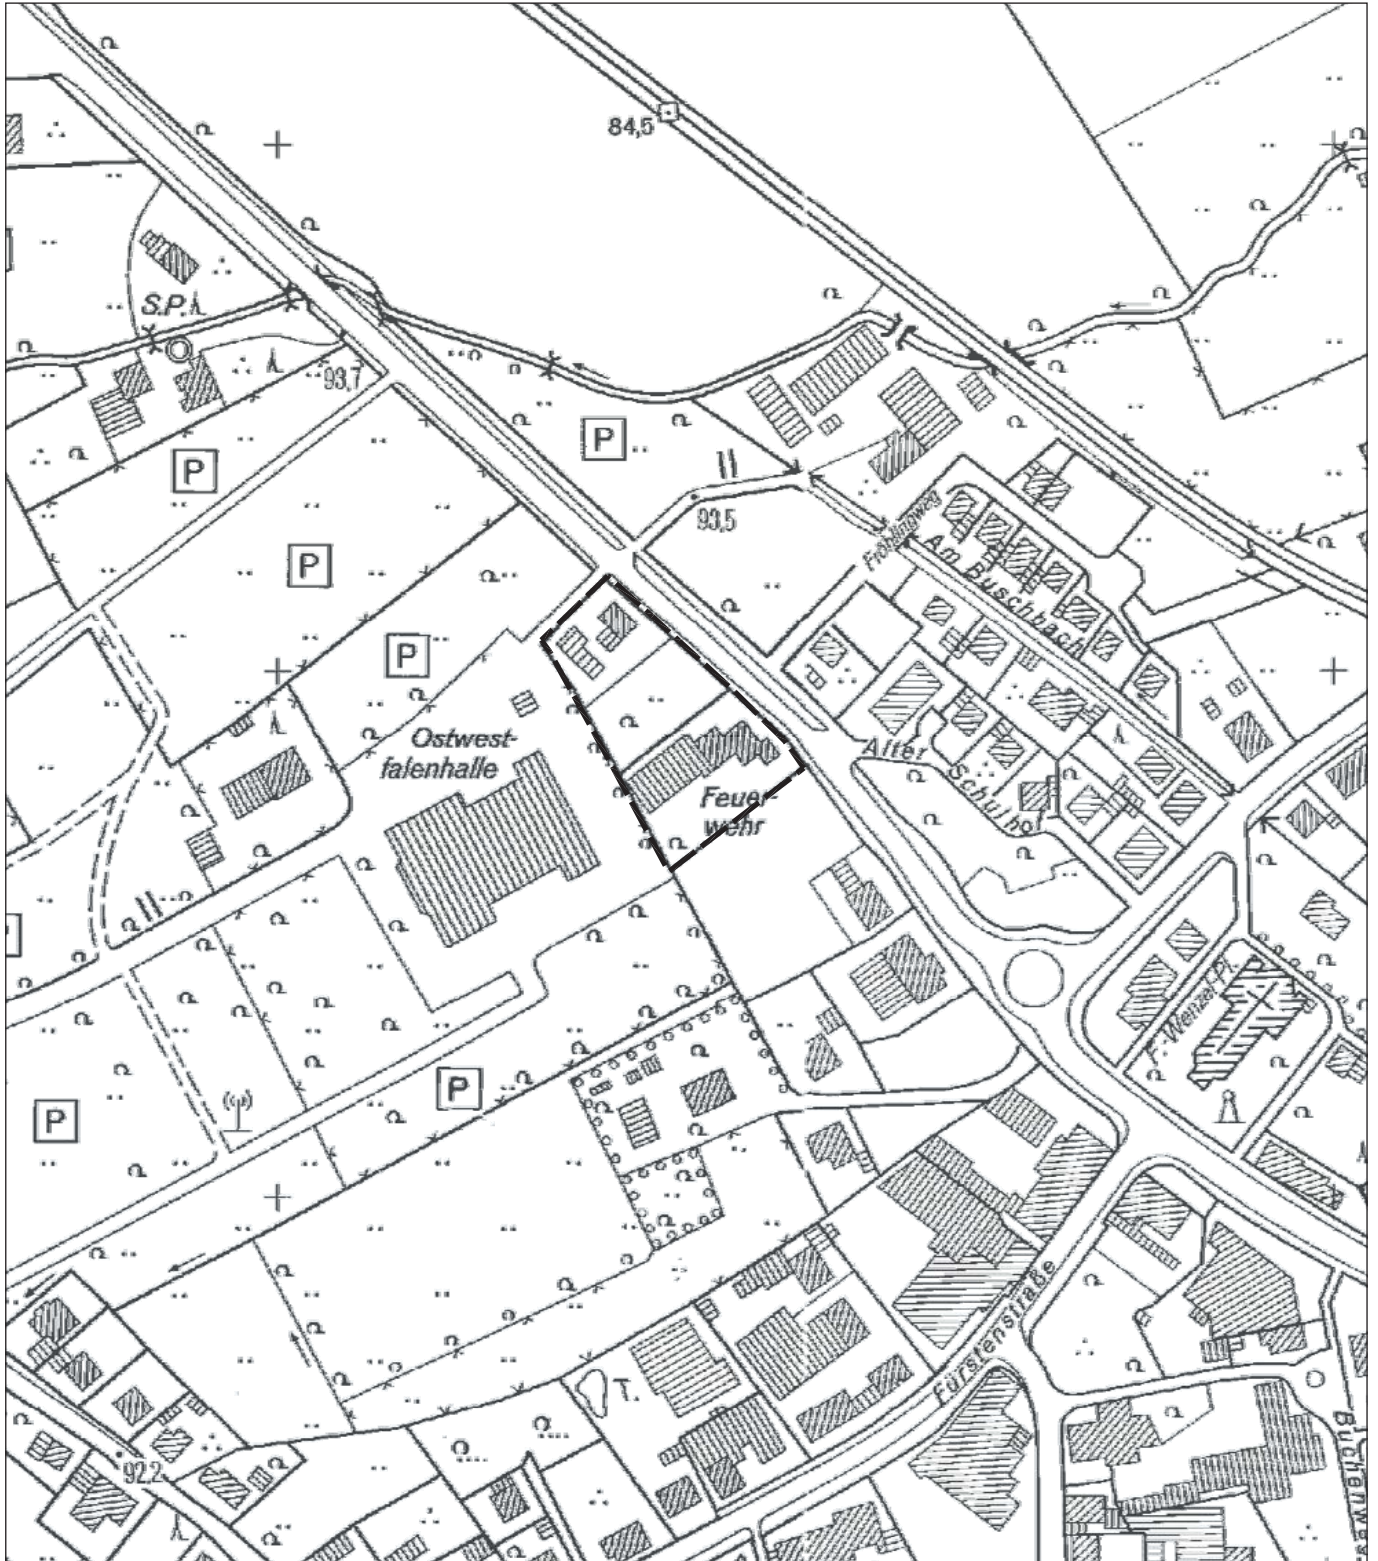 84,5
S.P.
93,7
P
P
93,5
Fröhlingweg
Am Buschbach
P
P
Ostwest-
falenhalle
Alter
Schulhof
Feuer-
wehr
Wenzel-Pl.
P
P
Fürstenstraße
T.
92,2